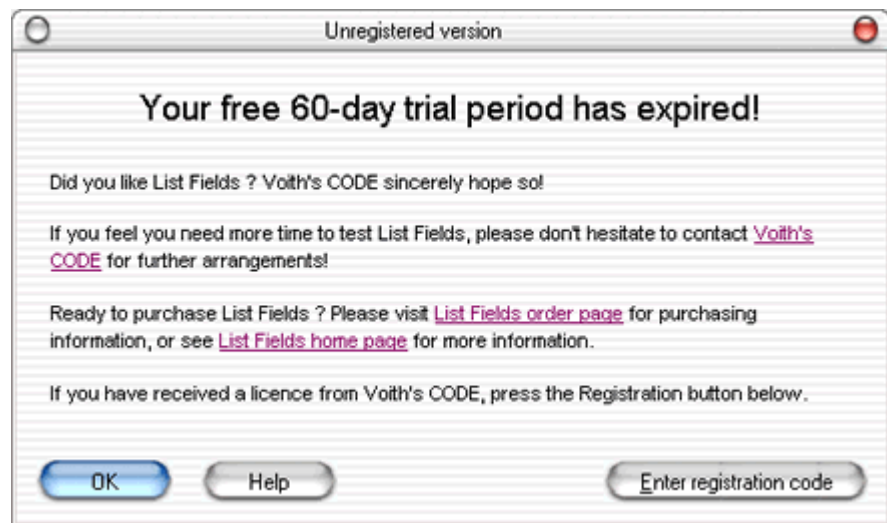 Unregistered version
Your free 60-day trial period has expired!
Did you like List Fields ? Voith's CODE sincerely hope so!
If you feel you need more time to test List Fields, please don't hesitate to contact Voith's
CODE for further arrangements!
Ready to purchase List Fields ? Please visit List Fields order page for purchasing
information, or see List Fields home page for more information.
If you have received a licence from Voith's CODE, press the Registration button below.
OK Help Enter registration code